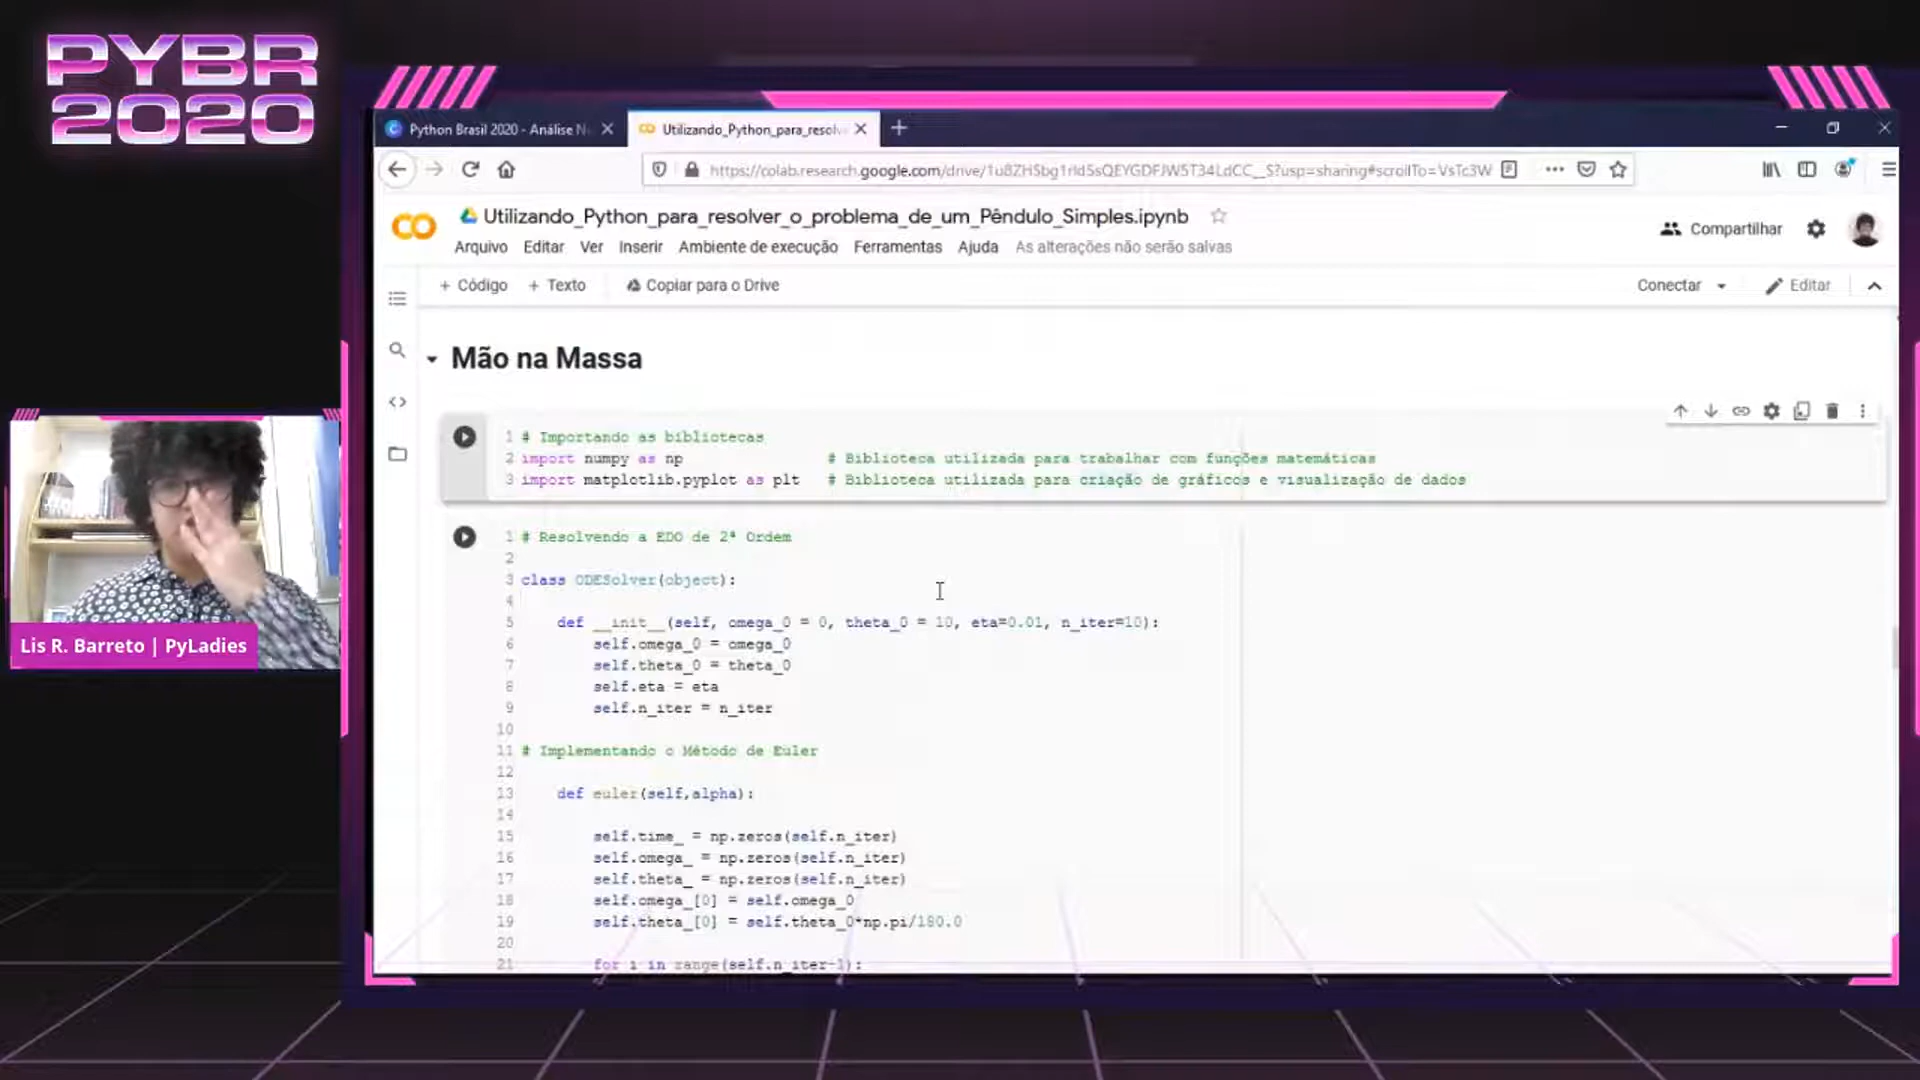 PYBR
2020
Python Brasil 2020 - Análise N
Utilizando_Python_para_resolv
Utilizando_Python_para_resolver_o_problema_de_um_Pêndulo_Simples.ipynb
Arquivo Editar Ver Inserir Ambiente de execução Ferramentas Ajuda As alterações não serão salvas
Compartilhar
+ Código + Texto Copiar para o Drive
Conectar Editar
Mão na Massa
1 # Importando as bibliotecas
2 import numpy as np # Biblioteca utilizada para trabalhar com funções matemáticas
3 import matplotlib.pyplot as plt # Biblioteca utilizada para criação de gráficos e visualização de dados
1 # Resolvendo a EDO de 2ª Ordem
2
3 class ODESolver(object):
4
5 def __init__(self, omega_0 = 0, theta_0 = 10, eta=0.01, n_iter=10):
6 self.omega_0 = omega_0
7 self.theta_0 = theta_0
8 self.eta = eta
9 self.n_iter = n_iter
10
11 # Implementando o Método de Euler
12
13 def euler(self,alpha):
14
15 self.time_ = np.zeros(self.n_iter)
16 self.omega_ = np.zeros(self.n_iter)
17 self.theta_ = np.zeros(self.n_iter)
18 self.omega_[0] = self.omega_0
19 self.theta_[0] = self.theta_0*np.pi/180.0
20
21 for i in range(self.n_iter-1):
Lis R. Barreto | PyLadies